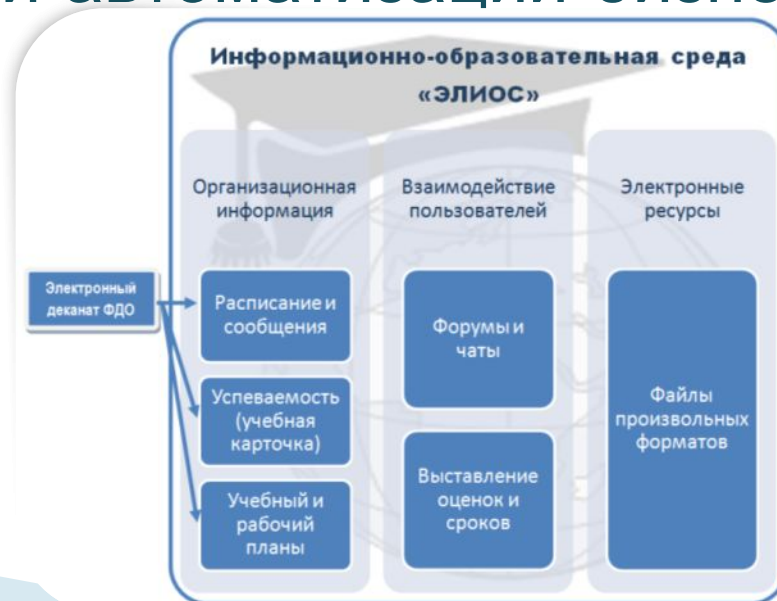 и автоматизации
Информационно-образовательная среда
«ЭЛИОС»
Организационная
информация
Взаимодействие
пользователей
Электронные
ресурсы
Электронный
деканат ФДО
Расписание и
сообщения
Успеваемость
(учебная
карточка)
Учебный и
рабочий
планы
Форумы и
чаты
Выставление
оценок и
сроков
Файлы
произвольных
форматов